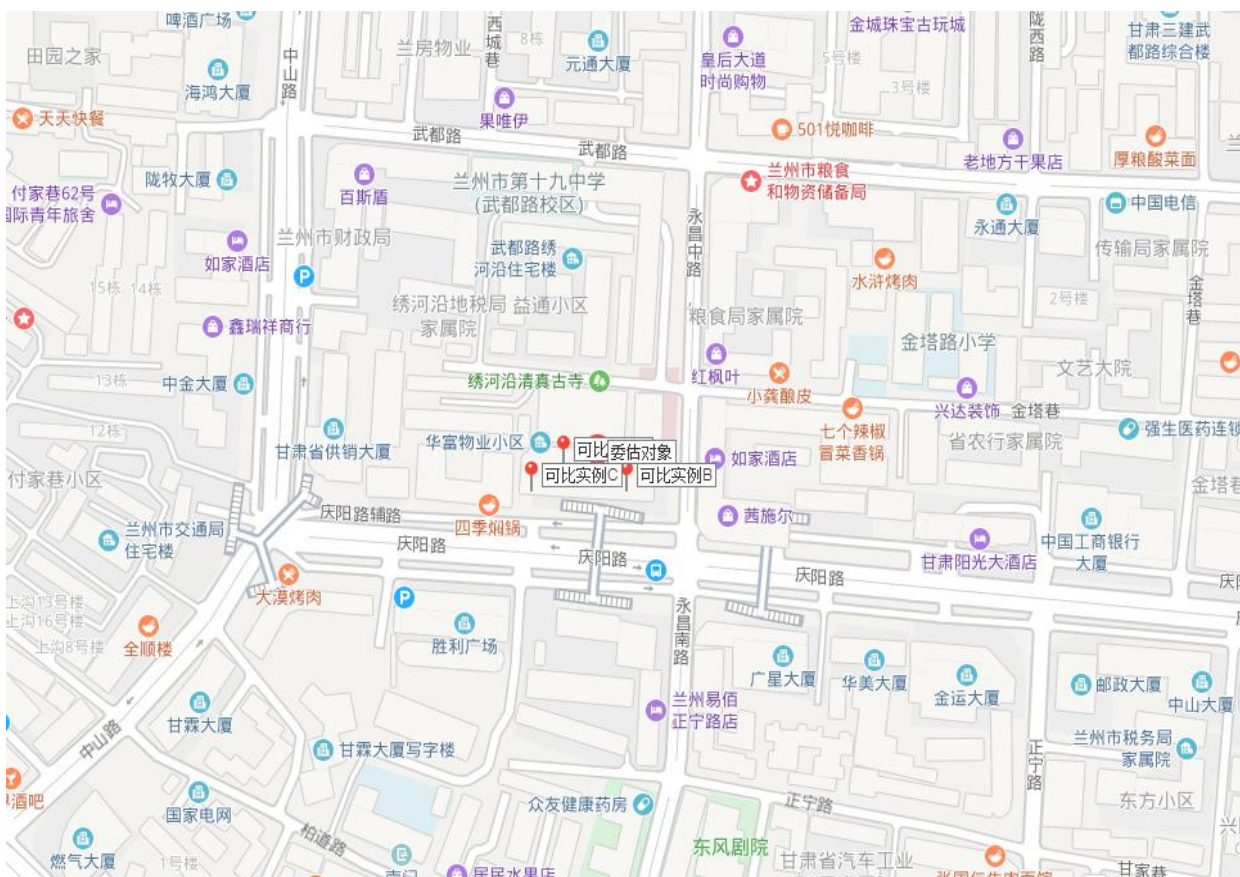 啤酒广场
田园之家
海鸿大厦
中山路
兰房物业
西城巷
8栋
元通大厦
皇后大道
时尚购物
金城珠宝古玩城
5号楼
3号楼
陇西路
甘肃三建武
都路综合楼
天天快餐
果唯伊
武都路
武都路
501悦咖啡
老地方干果店
厚粮酸菜面
陇牧大厦
付家巷62号
国际青年旅舍
百斯盾
兰州市第十九中学
(武都路校区)
兰州市粮食
和物资储备局
中国电信
永通大厦
兰州市财政局
如家酒店
武都路绣
河沿住宅楼
永昌中路
水浒烤肉
传输局家属院
15栋
14栋
绣河沿地税局
家属院
益通小区
粮食局家属院
2号楼
金塔巷
鑫瑞祥商行
金塔路小学
文艺大院
13栋
中金大厦
绣河沿清真古寺
红枫叶
小龚酿皮
兴达装饰
金塔巷
12栋
甘肃省供销大厦
华富物业小区
可比
委估对象
七个辣椒
冒菜香锅
省农行家属院
强生医药连锁
付家巷小区
可比实例C
可比实例B
如家酒店
金塔巷
兰州市交通局
住宅楼
庆阳路辅路
四季焖锅
茜施尔
中国工商银行
大厦
庆阳路
庆阳路
庆阳路
甘肃阳光大酒店
大漠烤肉
上沟13号楼
上沟16号楼
上沟8号楼
全顺楼
胜利广场
永昌南路
广星大厦
华美大厦
金运大厦
邮政大厦
中山大厦
甘霖大厦
中山路
甘霖大厦写字楼
兰州易佰
正宁路店
正宁路
兰州市税务局
家属院
国家电网
众友健康药房
正宁路
东方小区
燃气大厦
1号楼
柏道路
东风剧院
甘肃省汽车工业
居民水果店
甘家巷